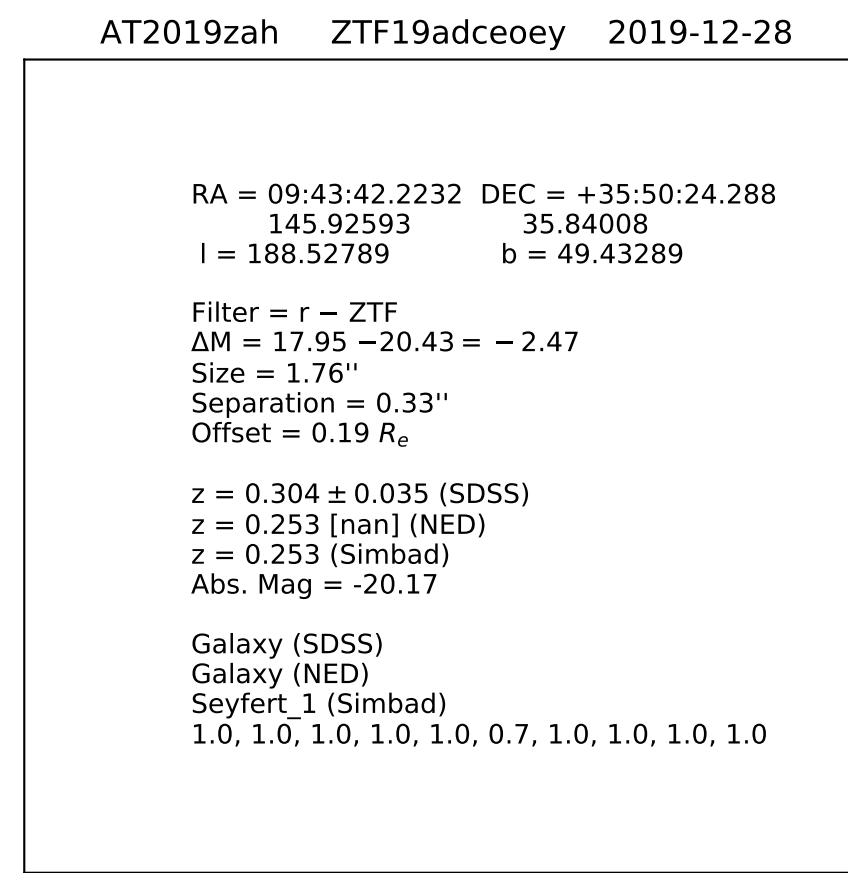 AT2019zah ZTF19adceoey 2019-12-28
RA = 09:43:42.2232 DEC = +35:50:24.288
145.92593 35.84008
l = 188.52789 b = 49.43289
Filter = r − ZTF
ΔM = 17.95 −20.43 = −2.47
Size = 1.76''
Separation = 0.33''
Offset = 0.19 Rₑ
z = 0.304 ± 0.035 (SDSS)
z = 0.253 [nan] (NED)
z = 0.253 (Simbad)
Abs. Mag = -20.17
Galaxy (SDSS)
Galaxy (NED)
Seyfert_1 (Simbad)
1.0, 1.0, 1.0, 1.0, 1.0, 0.7, 1.0, 1.0, 1.0, 1.0